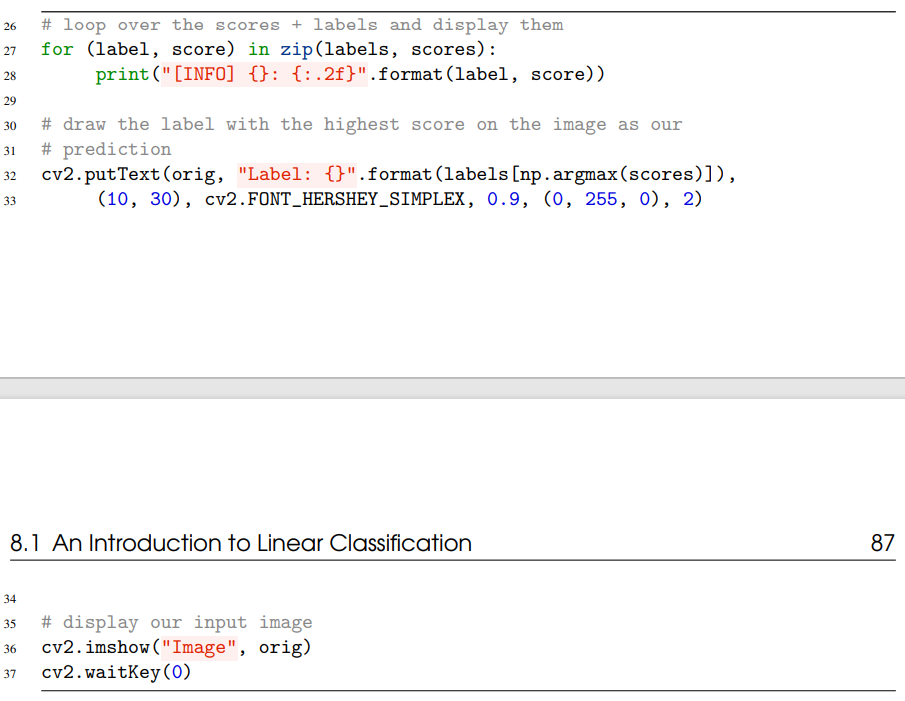 26 # loop over the scores + labels and display them
27 for (label, score) in zip(labels, scores):
28 print("[INFO] {}: {:.2f}".format(label, score))
29
30 # draw the label with the highest score on the image as our
31 # prediction
32 cv2.putText(orig, "Label: {}".format(labels[np.argmax(scores)]),
33 (10, 30), cv2.FONT_HERSHEY_SIMPLEX, 0.9, (0, 255, 0), 2)
8.1 An Introduction to Linear Classification 87
34
35 # display our input image
36 cv2.imshow("Image", orig)
37 cv2.waitKey(0)